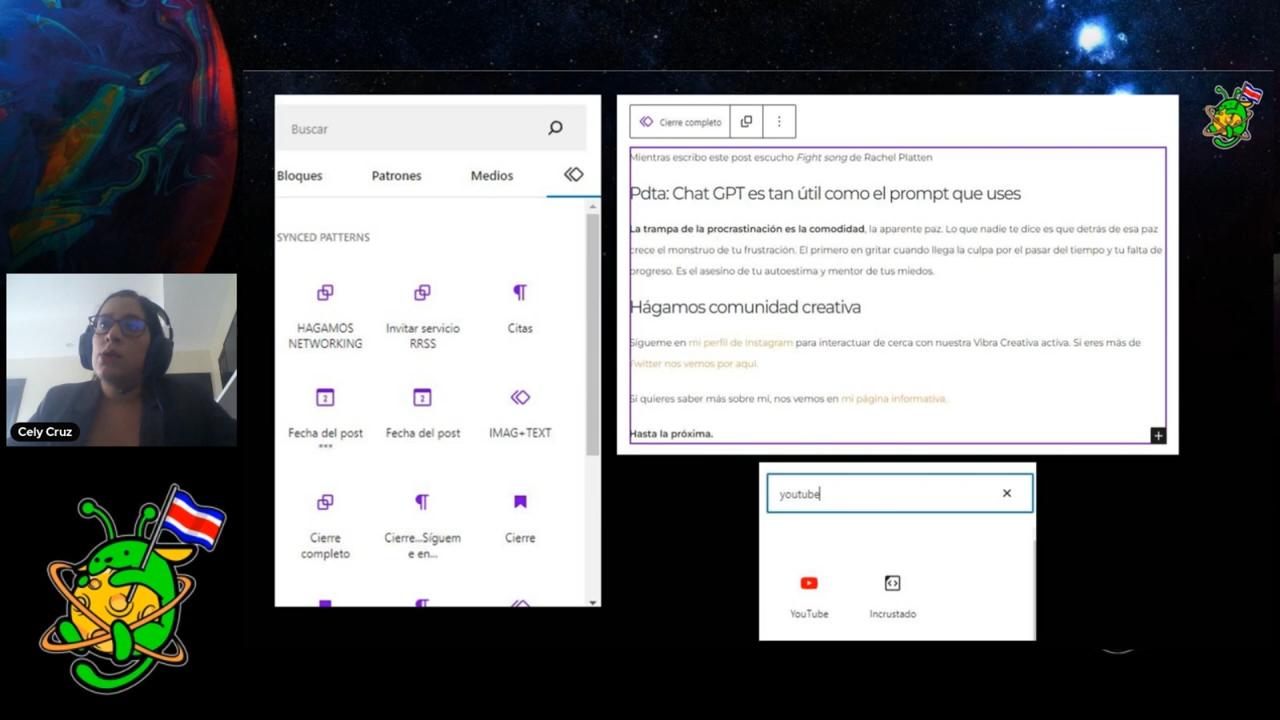 Buscar
Bloques Patrones Medios
SYNCED PATTERNS
HAGAMOS
NETWORKING
Invitar servicio
RRSS
Citas
Fecha del post
***
Fecha del post
IMAG+TEXT
Cierre
completo
Cierre...Síguem
e en...
Cierre
Cierre completo
Mientras escribo este post escucho Fight song de Rachel Platten
Pdta: Chat GPT es tan útil como el prompt que uses
La trampa de la procrastinación es la comodidad, la aparente paz. Lo que nadie te dice es que detrás de esa paz
crece el monstruo de tu frustración. El primero en gritar cuando llega la culpa por el pasar del tiempo y tu falta de
progreso. Es el asesino de tu autoestima y mentor de tus miedos.
Hágamos comunidad creativa
Sígueme en mi perfil de Instagram para interactuar de cerca con nuestra Vibra Creativa activa. Si eres más de
Twitter nos vemos por aquí.
Si quieres saber más sobre mí, nos vemos en mi página informativa.
Hasta la próxima.
youtube
YouTube
Incrustado
Cely Cruz